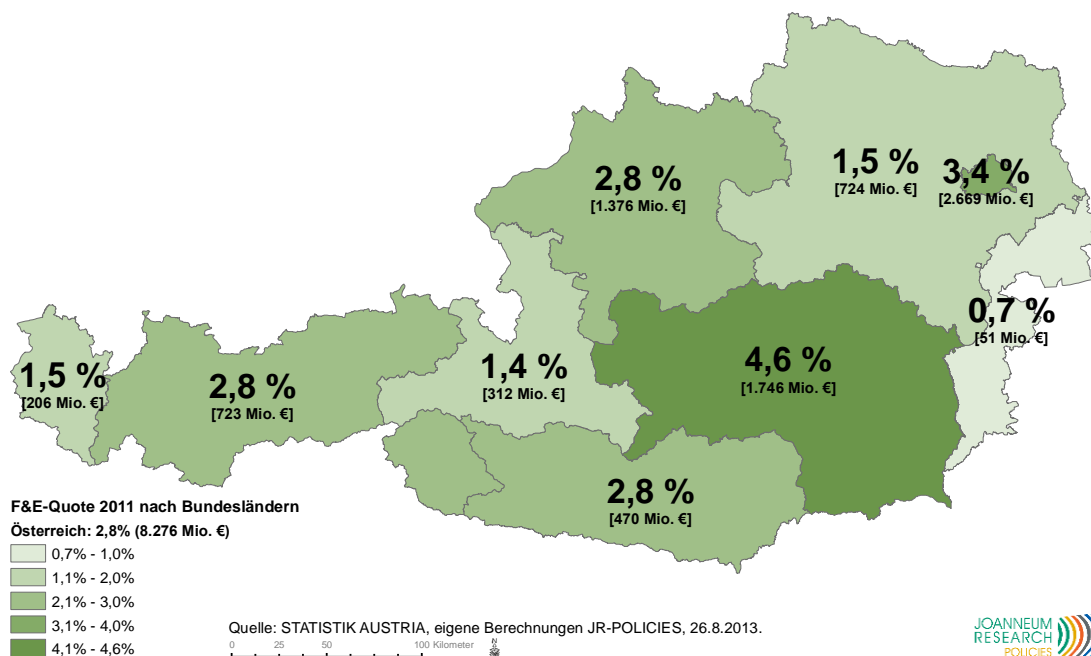 2,8 %
[1.376 Mio. €]
1,5 %
[724 Mio. €]
3,4 %
[2.669 Mio. €]
0,7 %
[51 Mio. €]
4,6 %
[1.746 Mio. €]
1,4 %
[312 Mio. €]
1,5 %
[206 Mio. €]
2,8 %
[723 Mio. €]
2,8 %
[470 Mio. €]
F&E-Quote 2011 nach Bundesländern
Österreich: 2,8% (8.276 Mio. €)
0,7% - 1,0%
1,1% - 2,0%
2,1% - 3,0%
3,1% - 4,0%
4,1% - 4,6%
Quelle: STATISTIK AUSTRIA, eigene Berechnungen JR-POLICIES, 26.8.2013.
0 25 50 100 Kilometer
N
JOANNEUM
RESEARCH
POLICIES